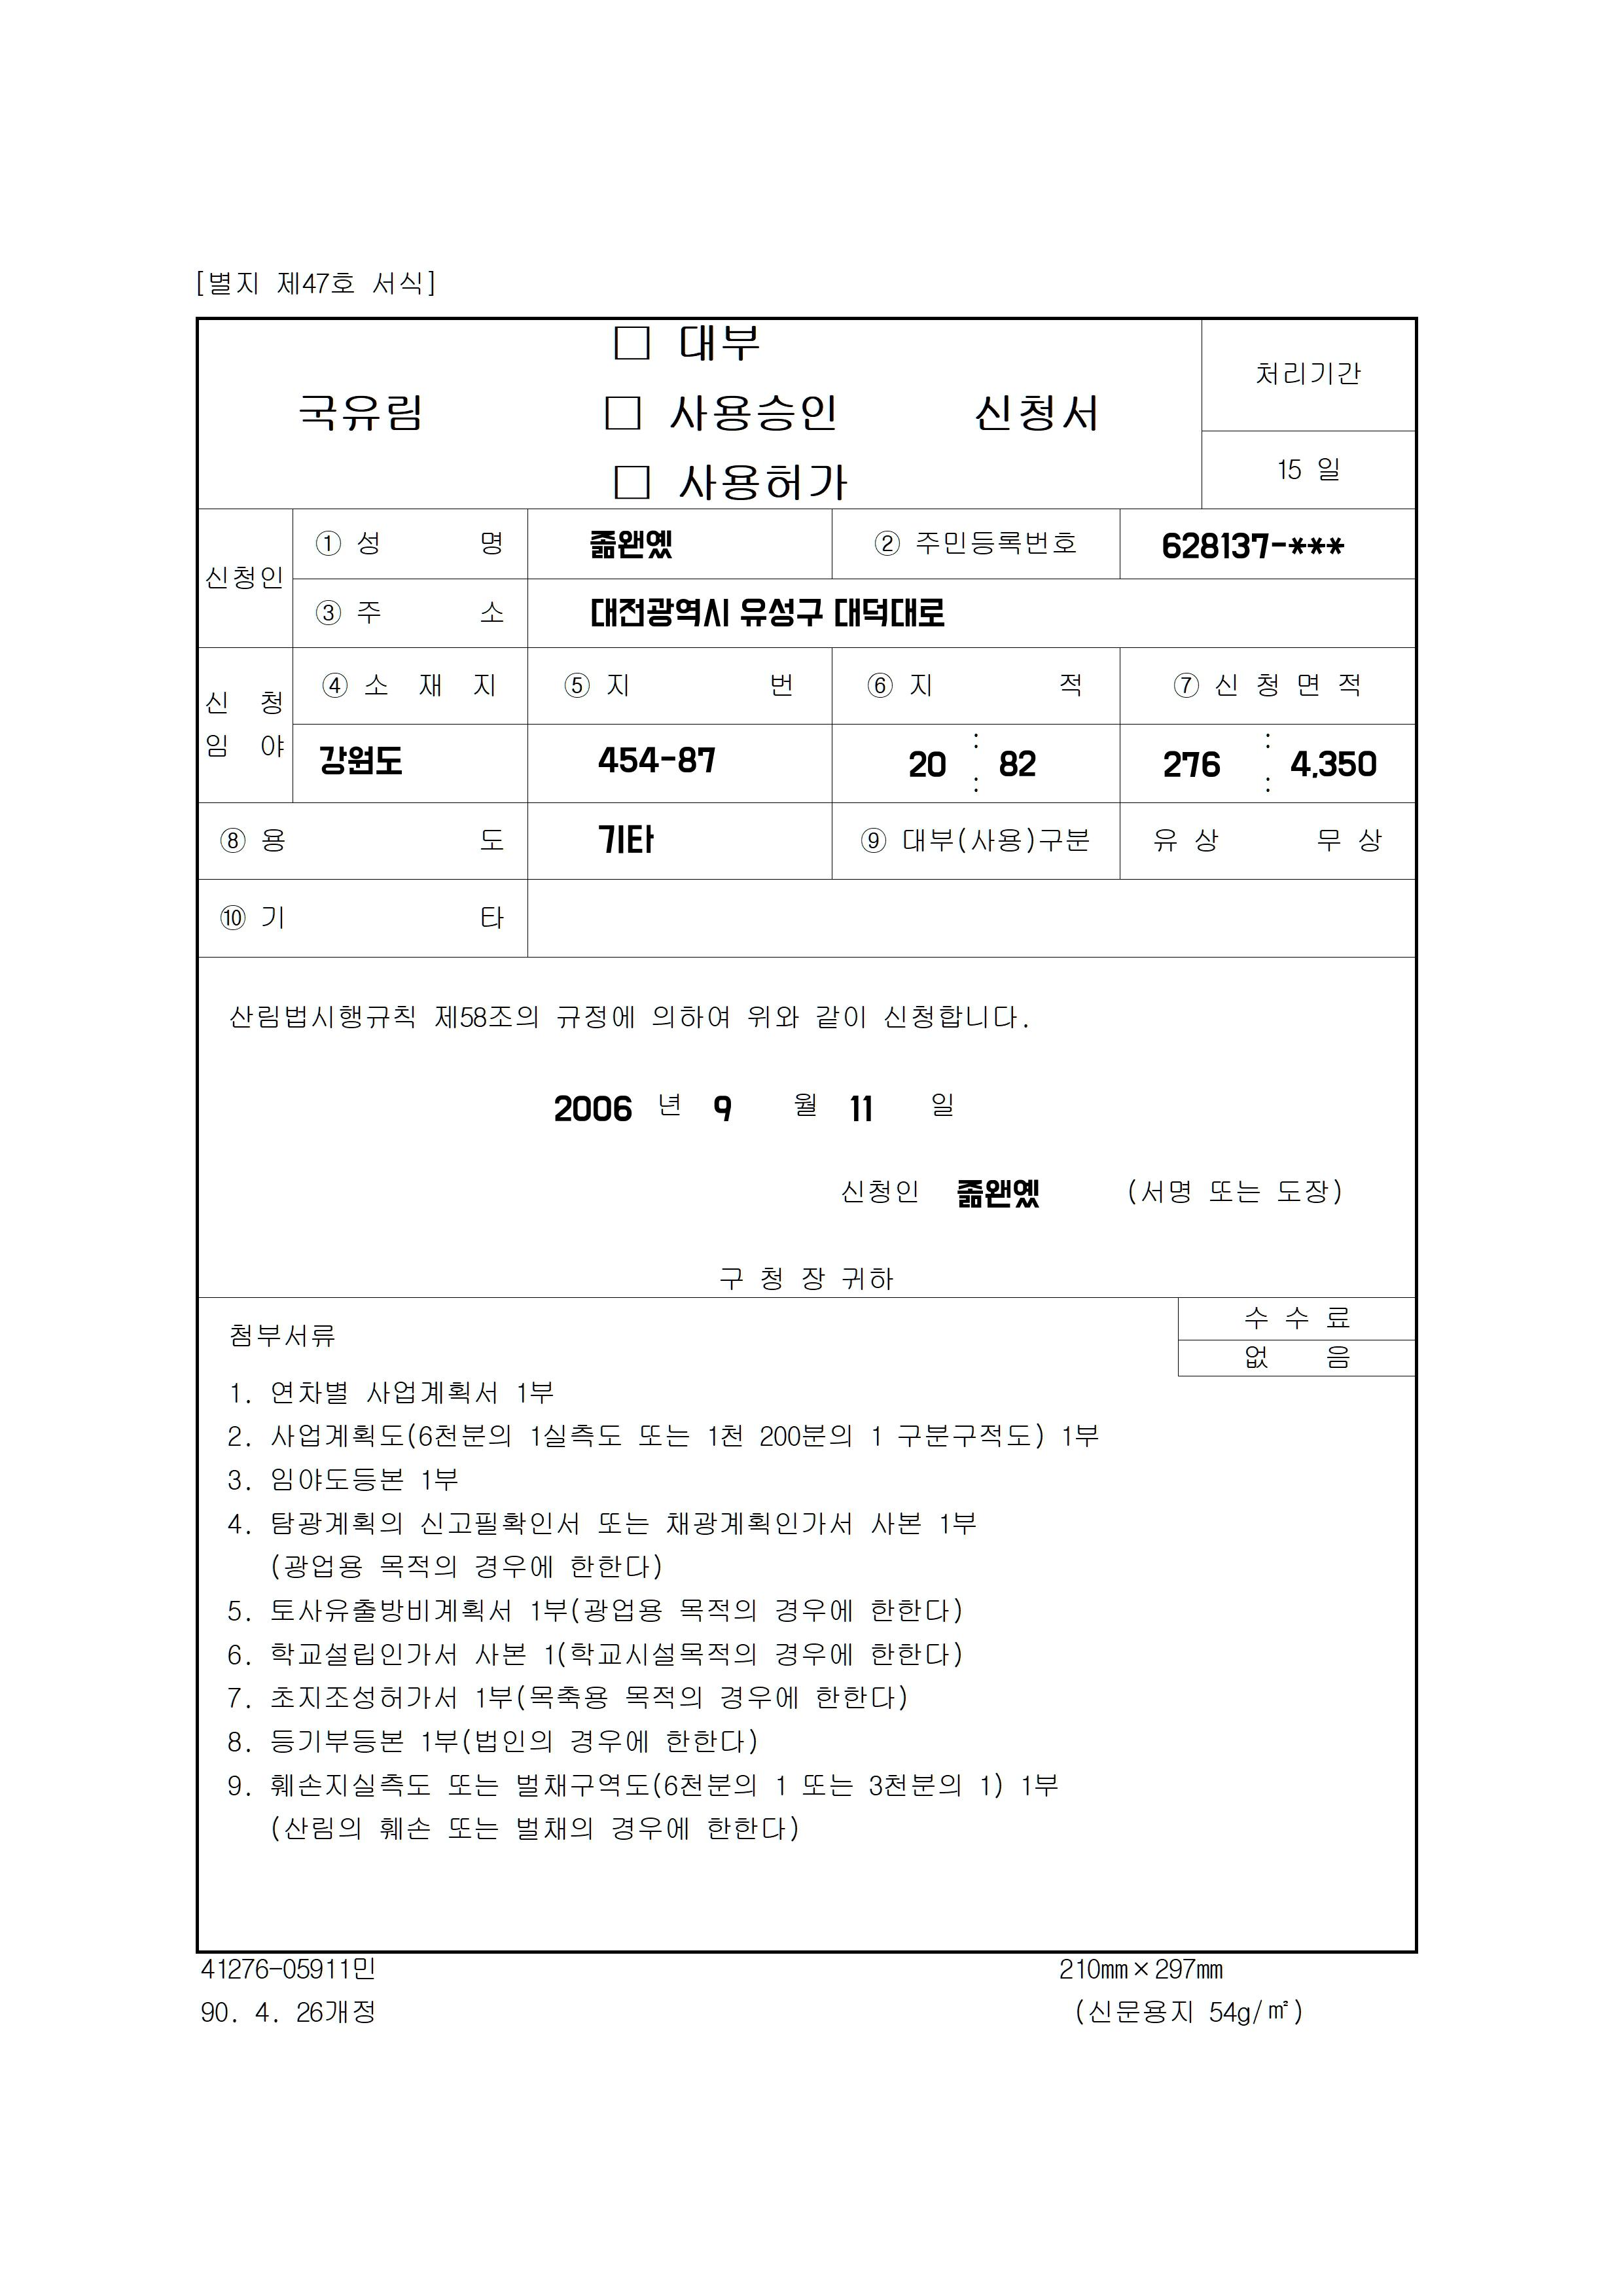 [별지 제47호 서식]
□ 대부
국유림 □ 사용승인 신청서
□ 사용허가
처리기간
15 일
신청인
① 성 명 줆왠옜 ② 주민등록번호 628137-***
③ 주 소 대전광역시 유성구 대덕대로
신 청
임 야
④ 소 재 지 ⑤ 지 번 ⑥ 지 적 ⑦ 신 청 면 적
강원도 454-87 20 : : 82 276 : : 4,350
⑧ 용 도 기타 ⑨ 대부(사용)구분 유 상 무 상
⑩ 기 타
산림법시행규칙 제58조의 규정에 의하여 위와 같이 신청합니다.
2006 년 9 월 11 일
신청인 줆왠옜 (서명 또는 도장)
구 청 장 귀하
수 수 료
없 음
첨부서류
1. 연차별 사업계획서 1부
2. 사업계획도(6천분의 1실측도 또는 1천 200분의 1 구분구적도) 1부
3. 임야도등본 1부
4. 탐광계획의 신고필확인서 또는 채광계획인가서 사본 1부
(광업용 목적의 경우에 한한다)
5. 토사유출방비계획서 1부(광업용 목적의 경우에 한한다)
6. 학교설립인가서 사본 1(학교시설목적의 경우에 한한다)
7. 초지조성허가서 1부(목축용 목적의 경우에 한한다)
8. 등기부등본 1부(법인의 경우에 한한다)
9. 훼손지실측도 또는 벌채구역도(6천분의 1 또는 3천분의 1) 1부
(산림의 훼손 또는 벌채의 경우에 한한다)
41276-05911민 210㎜×297㎜
90. 4. 26개정 (신문용지 54g/㎡)